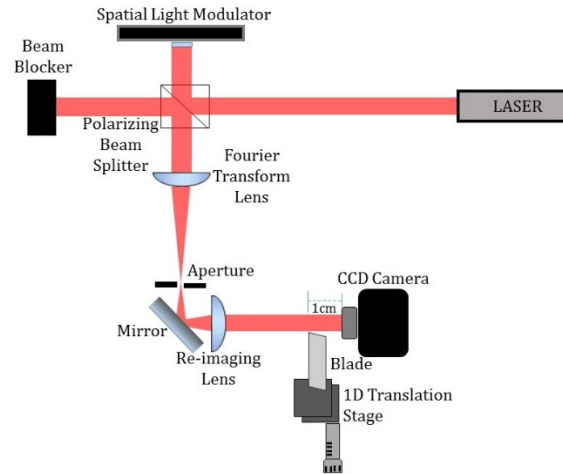 Spatial Light Modulator
Beam
Blocker
LASER
Polarizing
Beam
Splitter
Fourier
Transform
Lens
Aperture
CCD Camera
1cm
Mirror
Re-imaging
Lens
Blade
1D Translation
Stage